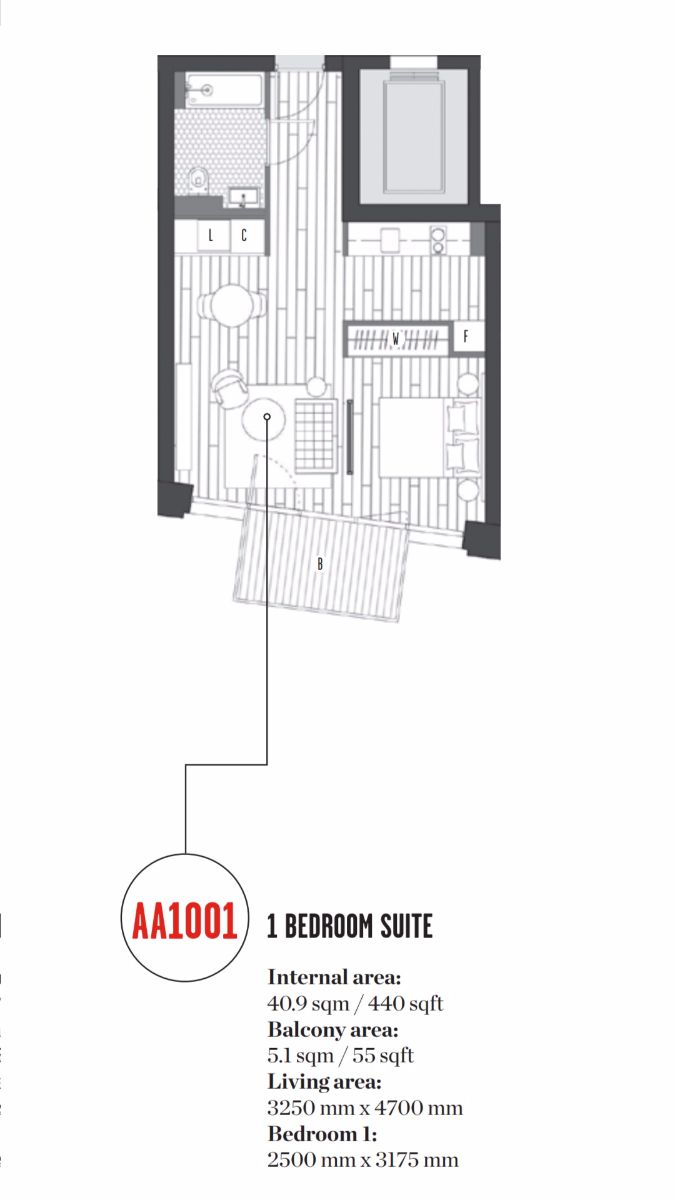 L C
W F
B
AA1001
1 BEDROOM SUITE
Internal area:
40.9 sqm / 440 sqft
Balcony area:
5.1 sqm / 55 sqft
Living area:
3250 mm x 4700 mm
Bedroom 1:
2500 mm x 3175 mm